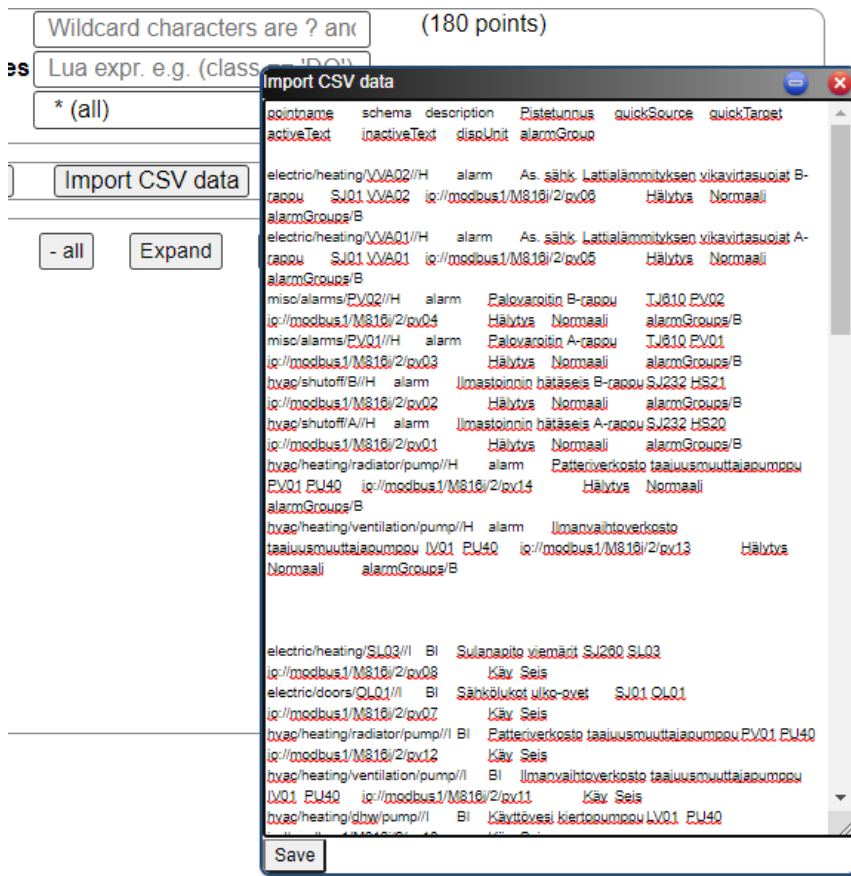 Wildcard characters are ? and
(180 points)
es
Lua expr. e.g. (class == 'DO')
* (all)
Import CSV data
- all
Expand
Import CSV data
pointname schema description Pistetunnus quickSource quickTarget
activeText inactiveText dispUnit alarmGroup
electric/heating/VVA02//H alarm As. sähk. Lattialämmityksen vikavirtasuojat B-
rappu SJ01 VVA02 io://modbus1/M816i/2/pv06 Hälytys Normaali
alarmGroups/B
electric/heating/VVA01//H alarm As. sähk. Lattialämmityksen vikavirtasuojat A-
rappu SJ01 VVA01 io://modbus1/M816i/2/pv05 Hälytys Normaali
alarmGroups/B
misc/alarms/PV02//H alarm Palovaroitin B-rappu TJ610 PV02
io://modbus1/M816i/2/pv04 Hälytys Normaali alarmGroups/B
misc/alarms/PV01//H alarm Palovaroitin A-rappu TJ610 PV01
io://modbus1/M816i/2/pv03 Hälytys Normaali alarmGroups/B
hvac/shutoff/B//H alarm Ilmastoinnin hätäseis B-rappu SJ232 HS21
io://modbus1/M816i/2/pv02 Hälytys Normaali alarmGroups/B
hvac/shutoff/A//H alarm Ilmastoinnin hätäseis A-rappu SJ232 HS20
io://modbus1/M816i/2/pv01 Hälytys Normaali alarmGroups/B
hvac/heating/radiator/pump//H alarm Patteriverkosto taajuusmuuttajapumppu
PV01 PU40 io://modbus1/M816i/2/pv14 Hälytys Normaali
alarmGroups/B
hvac/heating/ventilation/pump//H alarm Ilmanvaihtoverkosto
taajuusmuuttajapumppu IV01 PU40 io://modbus1/M816i/2/pv13 Hälytys
Normaali alarmGroups/B
electric/heating/SL03//I BI Sulanapito viemärit SJ260 SL03
io://modbus1/M816i/2/pv08 Käy Seis
electric/doors/OL01//I BI Sähkölukot ulko-ovet SJ01 OL01
io://modbus1/M816i/2/pv07 Käy Seis
hvac/heating/radiator/pump//I BI Patteriverkosto taajuusmuuttajapumppu PV01 PU40
io://modbus1/M816i/2/pv12 Käy Seis
hvac/heating/ventilation/pump//I BI Ilmanvaihtoverkosto taajuusmuuttajapumppu
IV01 PU40 io://modbus1/M816i/2/pv11 Käy Seis
hvac/heating/dhw/pump//I BI Käyttövesi kiertopumppu LV01 PU40
Save